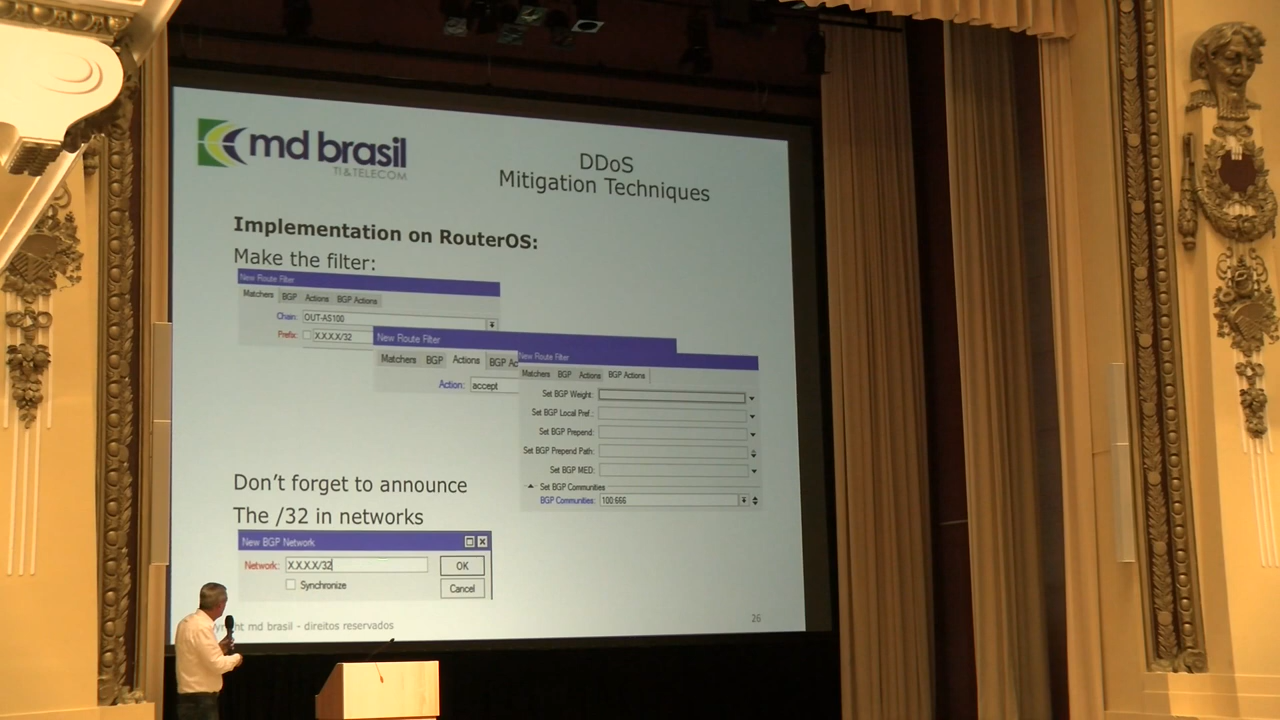 md brasil
TI & TELECOM
DDoS
Mitigation Techniques
Implementation on RouterOS:
Make the filter:
New Route Filter
Matchers BGP Actions BGP Actions
Chain: OUT-AS100
Prefix: X.X.X.X/32
New Route Filter
Matchers BGP Actions BGP Ac
Action: accept
New Route Filter
Matchers BGP Actions BGP Actions
Set BGP Weight:
Set BGP Local Pref.:
Set BGP Prepend:
Set BGP Prepend Path:
Set BGP MED:
Set BGP Communities
BGP Communities: 100:666
Don't forget to announce
The /32 in networks
New BGP Network
Network: X.X.X.X/32
OK
Synchronize
Cancel
md brasil - direitos reservados
26